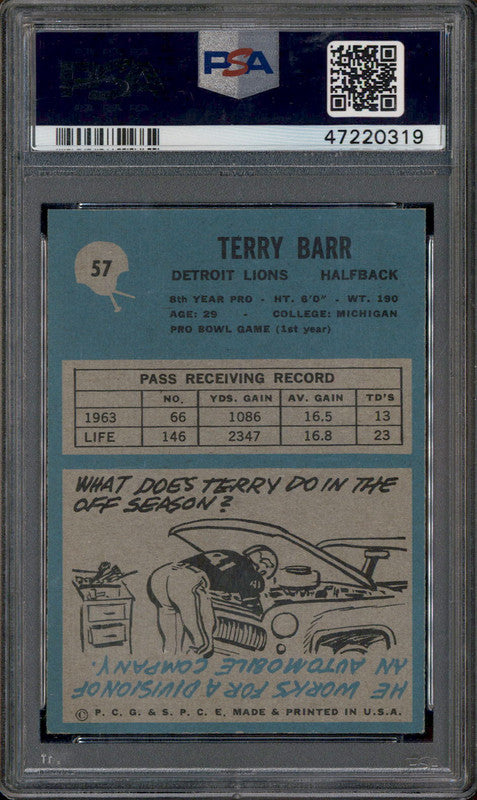 PSA
47220319
57
TERRY BARR
DETROIT LIONS HALFBACK
8th YEAR PRO - HT. 6'0" - WT. 190
AGE: 29 - COLLEGE: MICHIGAN
PRO BOWL GAME (1st year)
PASS RECEIVING RECORD
NO. YDS. GAIN AV. GAIN TD'S
1963 66 1086 16.5 13
LIFE 146 2347 16.8 23
WHAT DOES TERRY DO IN THE
OFF SEASON?
41
HE WORKS FOR A DIVISION OF
AN AUTOMOBILE COMPANY.
© P. C. G. & S. P. C. E. MADE & PRINTED IN U.S.A.